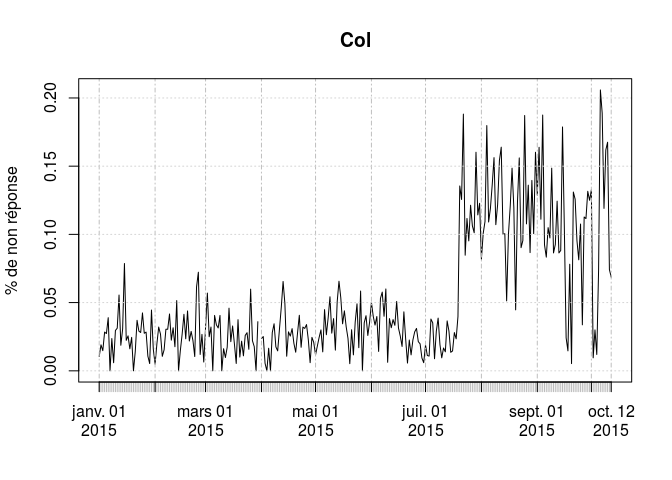 Col
% de non réponse
0.20
0.15
0.10
0.05
0.00
janv. 01
2015
mars 01
2015
mai 01
2015
juil. 01
2015
sept. 01
2015
oct. 12
2015